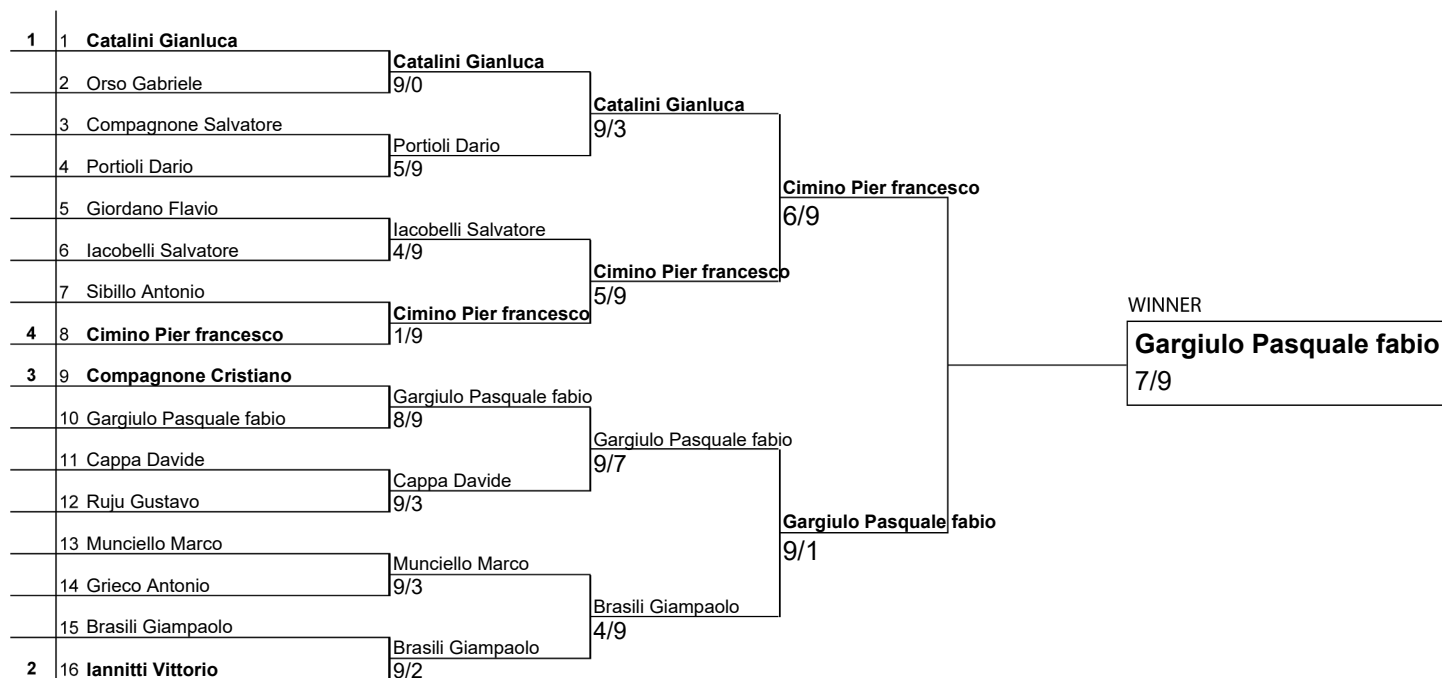 1 1 Catalini Gianluca
Catalini Gianluca
2 Orso Gabriele
9/0
Catalini Gianluca
3 Compagnone Salvatore
9/3
Portioli Dario
4 Portioli Dario
5/9
Cimino Pier francesco
5 Giordano Flavio
6/9
Iacobelli Salvatore
6 Iacobelli Salvatore
4/9
Cimino Pier francesco
7 Sibillo Antonio
5/9
Cimino Pier francesco
4 8 Cimino Pier francesco
1/9
WINNER
Gargiulo Pasquale fabio
7/9
3 9 Compagnone Cristiano
Gargiulo Pasquale fabio
10 Gargiulo Pasquale fabio
8/9
Gargiulo Pasquale fabio
11 Cappa Davide
9/7
Cappa Davide
12 Ruju Gustavo
9/3
Gargiulo Pasquale fabio
13 Munciello Marco
9/1
Munciello Marco
14 Grieco Antonio
9/3
Brasili Giampaolo
15 Brasili Giampaolo
4/9
Brasili Giampaolo
2 16 Iannitti Vittorio
9/2